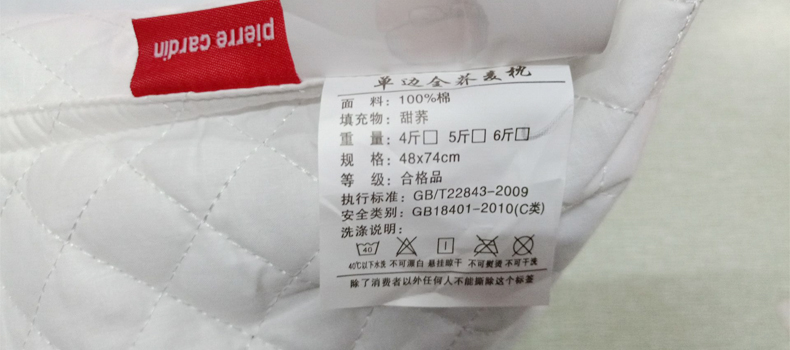 pierre cardin
单边全荞麦枕
面 料：100%棉
填充物：甜荞
重 量：4斤□ 5斤□ 6斤□
规 格：48x74cm
等 级：合格品
执行标准：GB/T22843-2009
安全类别：GB18401-2010(C类)
洗涤说明：
40
40℃以下水洗 不可漂白 悬挂晾干 不可熨烫 不可干洗
除了消费者以外任何人不能撕除这个标签